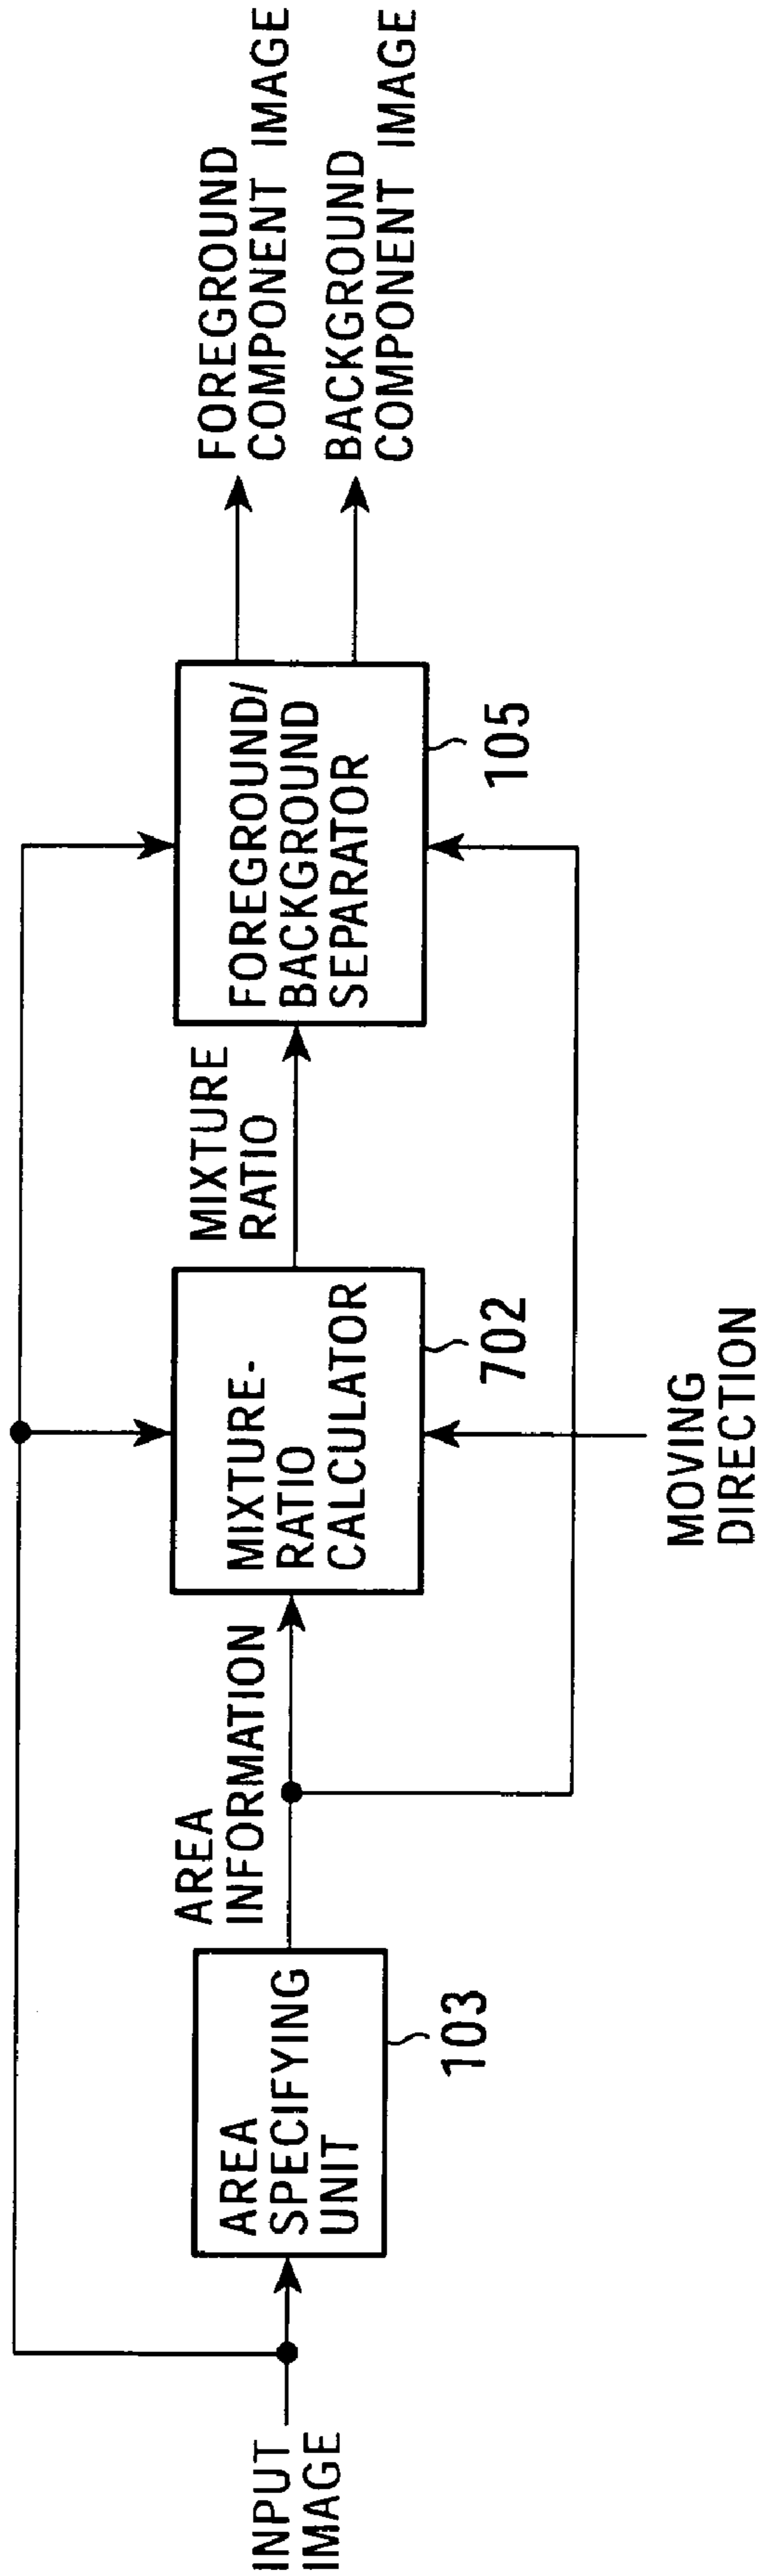 INPUT
IMAGE
AREA
SPECIFYING
UNIT
103
AREA
INFORMATION
MIXTURE-
RATIO
CALCULATOR
702
MOVING
DIRECTION
MIXTURE
RATIO
FOREGROUND/
BACKGROUND
SEPARATOR
105
FOREGROUND
COMPONENT IMAGE
BACKGROUND
COMPONENT IMAGE